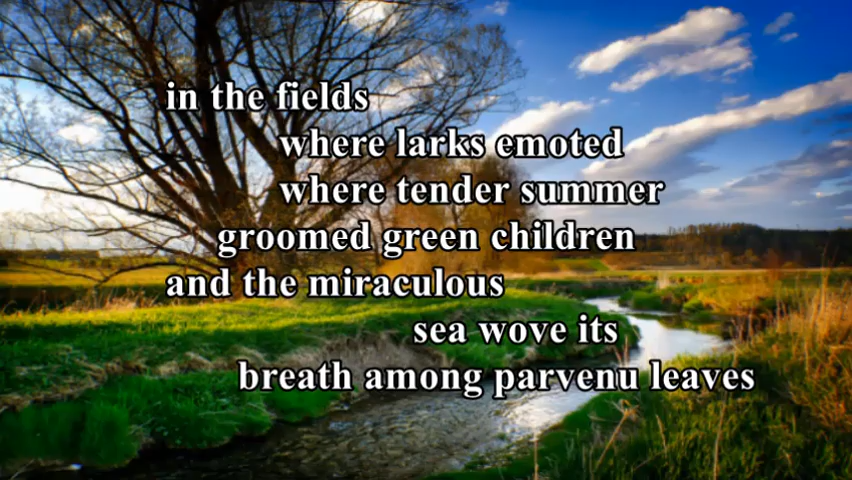 in the fields
where larks emoted
where tender summer
groomed green children
and the miraculous
sea wove its
breath among parvenu leaves